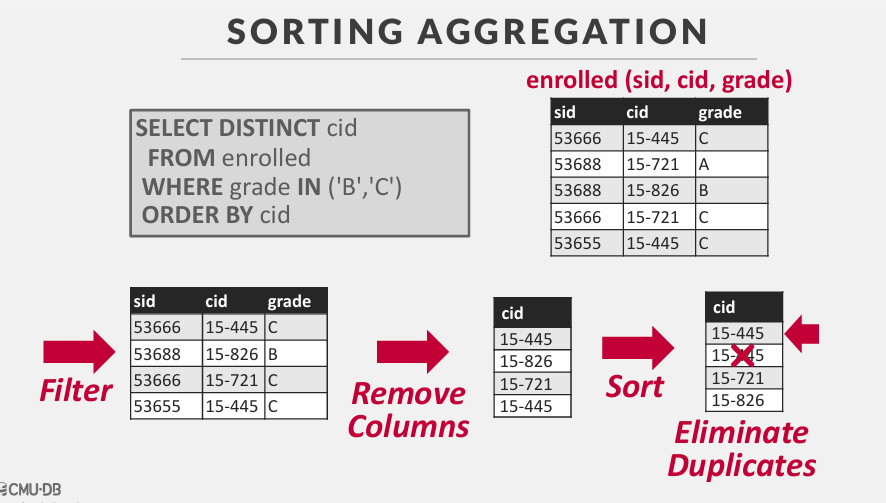 SORTING AGGREGATION
enrolled (sid, cid, grade)
SELECT DISTINCT cid
FROM enrolled
WHERE grade IN ('B','C')
ORDER BY cid
sid cid grade
53666 15-445 C
53688 15-721 A
53688 15-826 B
53666 15-721 C
53655 15-445 C
Filter
sid cid grade
53666 15-445 C
53688 15-826 B
53666 15-721 C
53655 15-445 C
Remove
Columns
cid
15-445
15-826
15-721
15-445
Sort
cid
15-445
15-445
15-721
15-826
Eliminate
Duplicates
CMU·DB